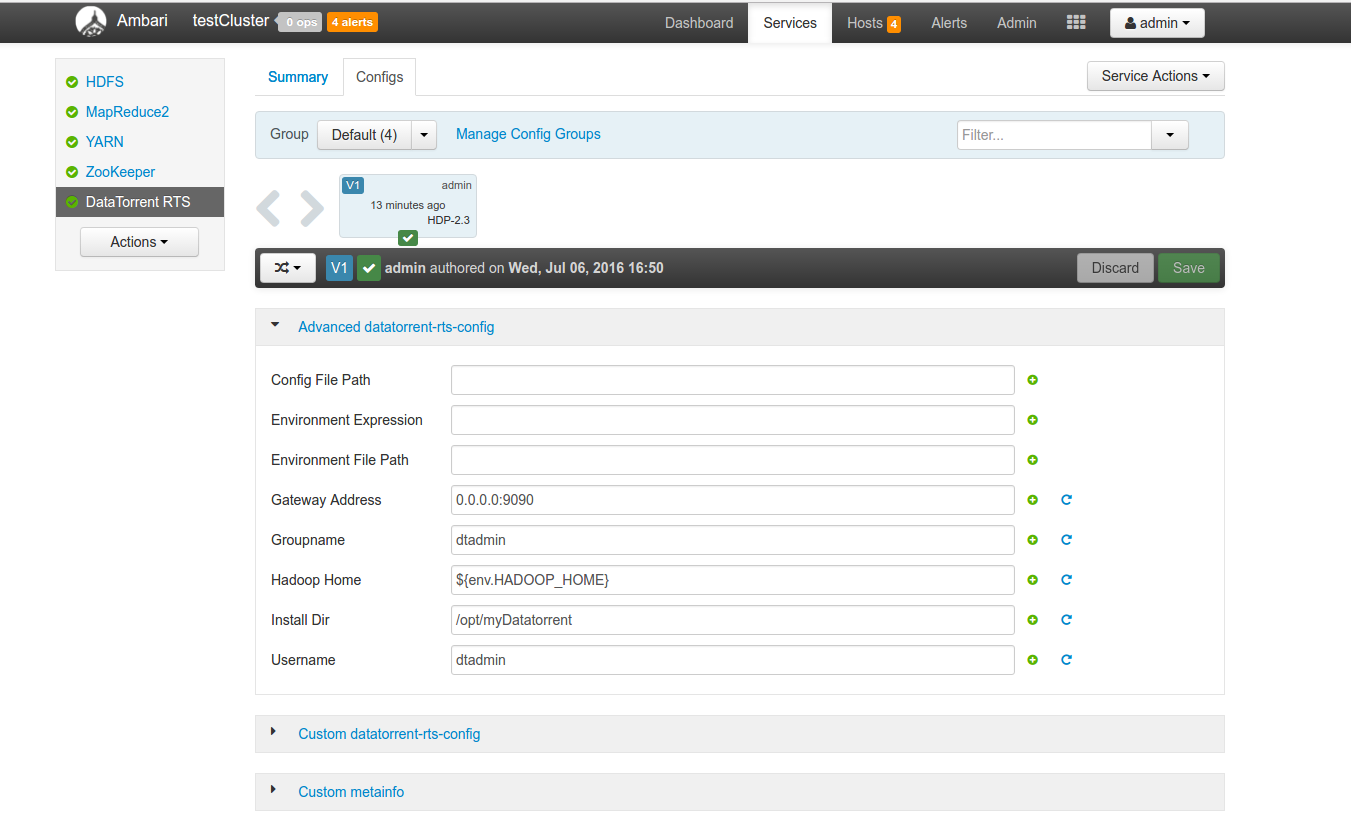 Ambari testCluster 0 ops 4 alerts Dashboard Services Hosts 4 Alerts Admin admin
HDFS
MapReduce2
YARN
ZooKeeper
DataTorrent RTS
Actions
Summary Configs Service Actions
Group Default (4) Manage Config Groups Filter...
V1 admin
13 minutes ago
HDP-2.3
V1 admin authored on Wed, Jul 06, 2016 16:50 Discard Save
Advanced datatorrent-rts-config
Config File Path
Environment Expression
Environment File Path
Gateway Address 0.0.0.0:9090
Groupname dtadmin
Hadoop Home ${env.HADOOP_HOME}
Install Dir /opt/myDatatorrent
Username dtadmin
Custom datatorrent-rts-config
Custom metainfo